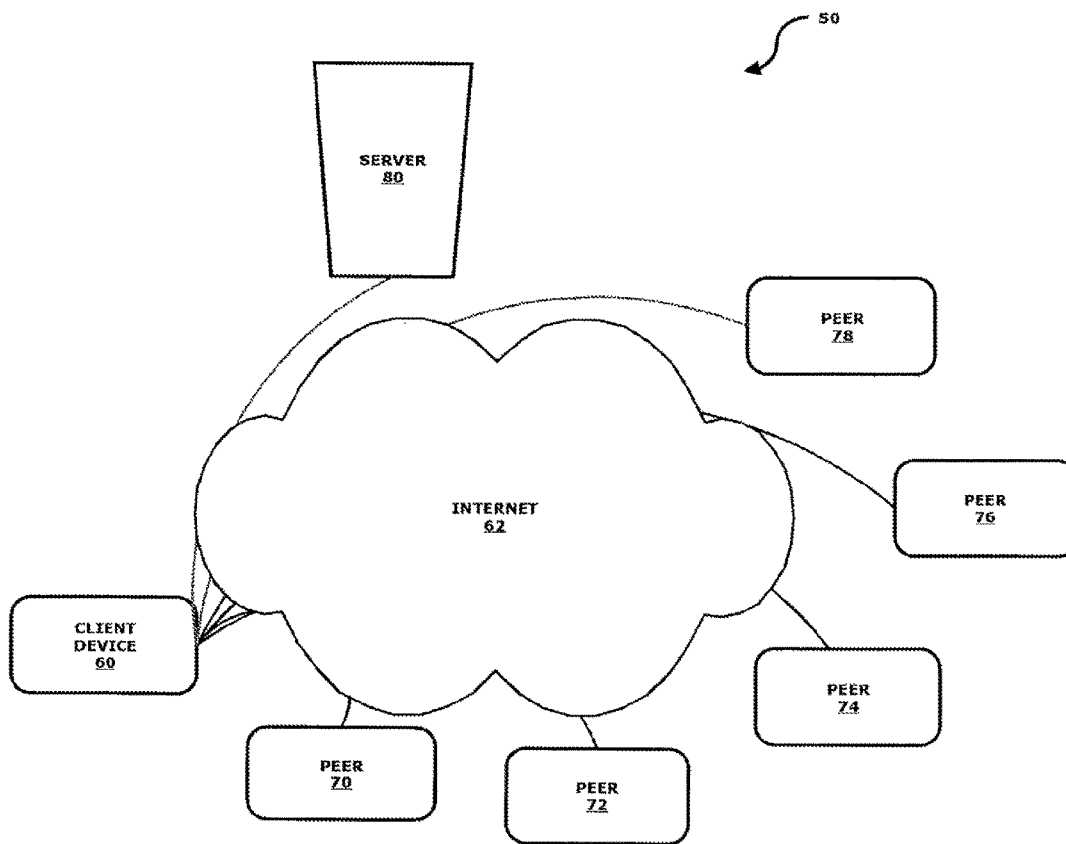 50
SERVER
80
PEER
78
INTERNET
62
PEER
76
CLIENT
DEVICE
60
PEER
74
PEER
70
PEER
72